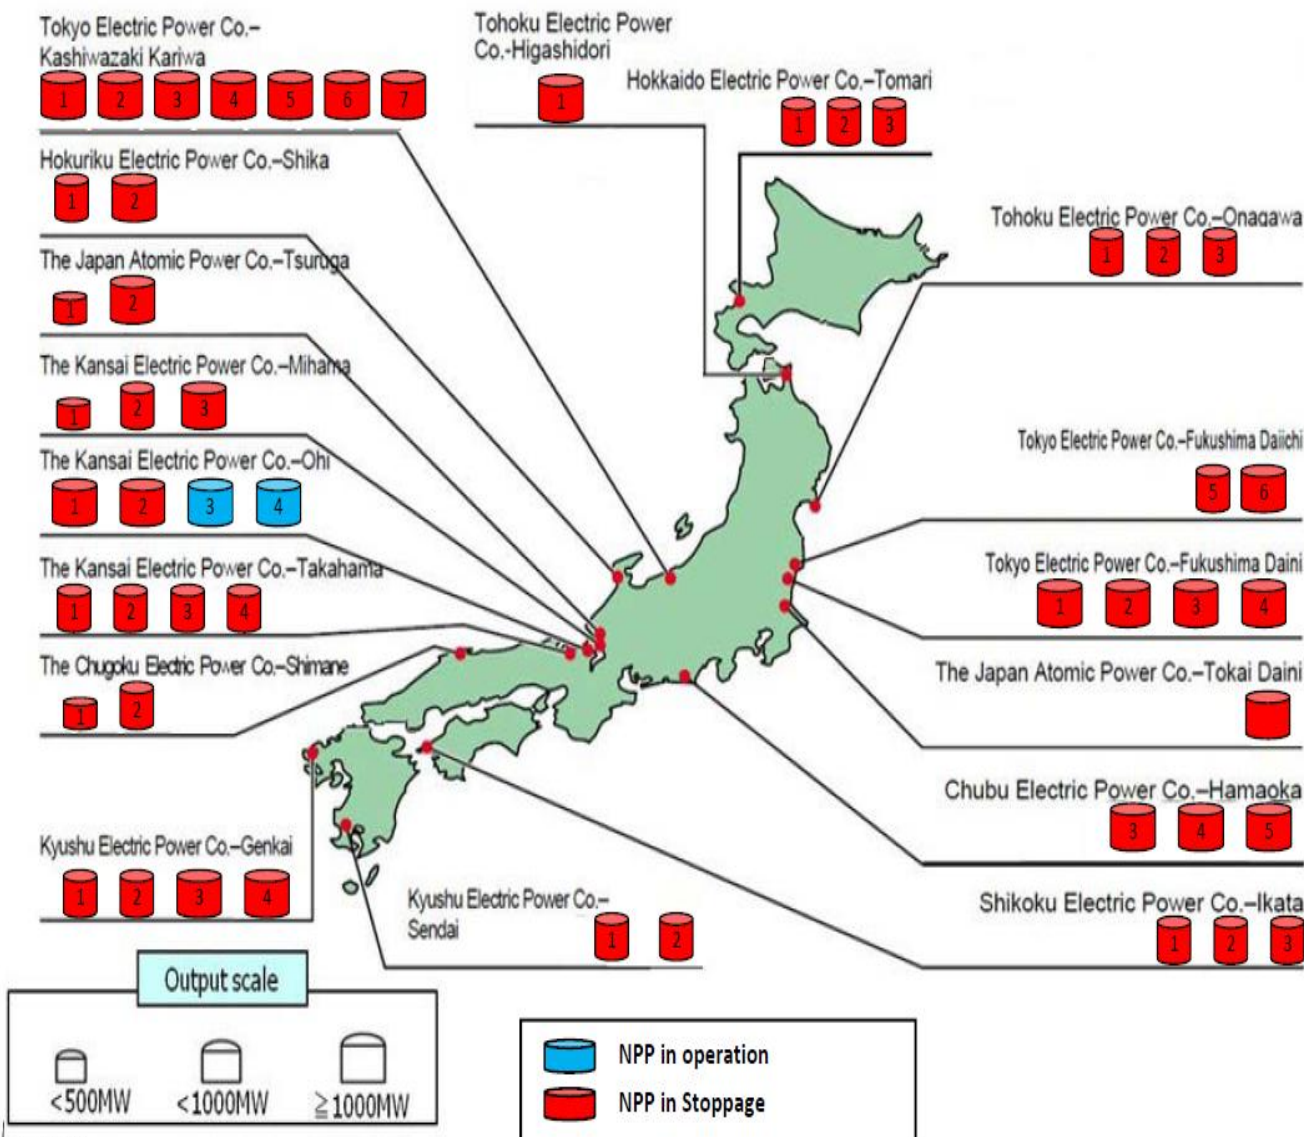 Tokyo Electric Power Co.–
Kashiwazaki Kariwa
1 2 3 4 5 6 7
Hokuriku Electric Power Co.–Shika
1 2
The Japan Atomic Power Co.–Tsuruga
1 2
The Kansai Electric Power Co.–Mihama
1 2 3
The Kansai Electric Power Co.–Ohi
1 2 3 4
The Kansai Electric Power Co.–Takahama
1 2 3 4
The Chugoku Electric Power Co.–Shimane
1 2
Kyushu Electric Power Co.–Genkai
1 2 3 4
Kyushu Electric Power Co.–
Sendai
1 2
Tohoku Electric Power
Co.-Higashidori
1
Hokkaido Electric Power Co.–Tomari
1 2 3
Tohoku Electric Power Co.–Onagawa
1 2 3
Tokyo Electric Power Co.–Fukushima Daiichi
5 6
Tokyo Electric Power Co.–Fukushima Daini
1 2 3 4
The Japan Atomic Power Co.–Tokai Daini
Chubu Electric Power Co.–Hamaoka
3 4 5
Shikoku Electric Power Co.–Ikata
1 2 3
Output scale
<500MW <1000MW ≧1000MW
NPP in operation
NPP in Stoppage